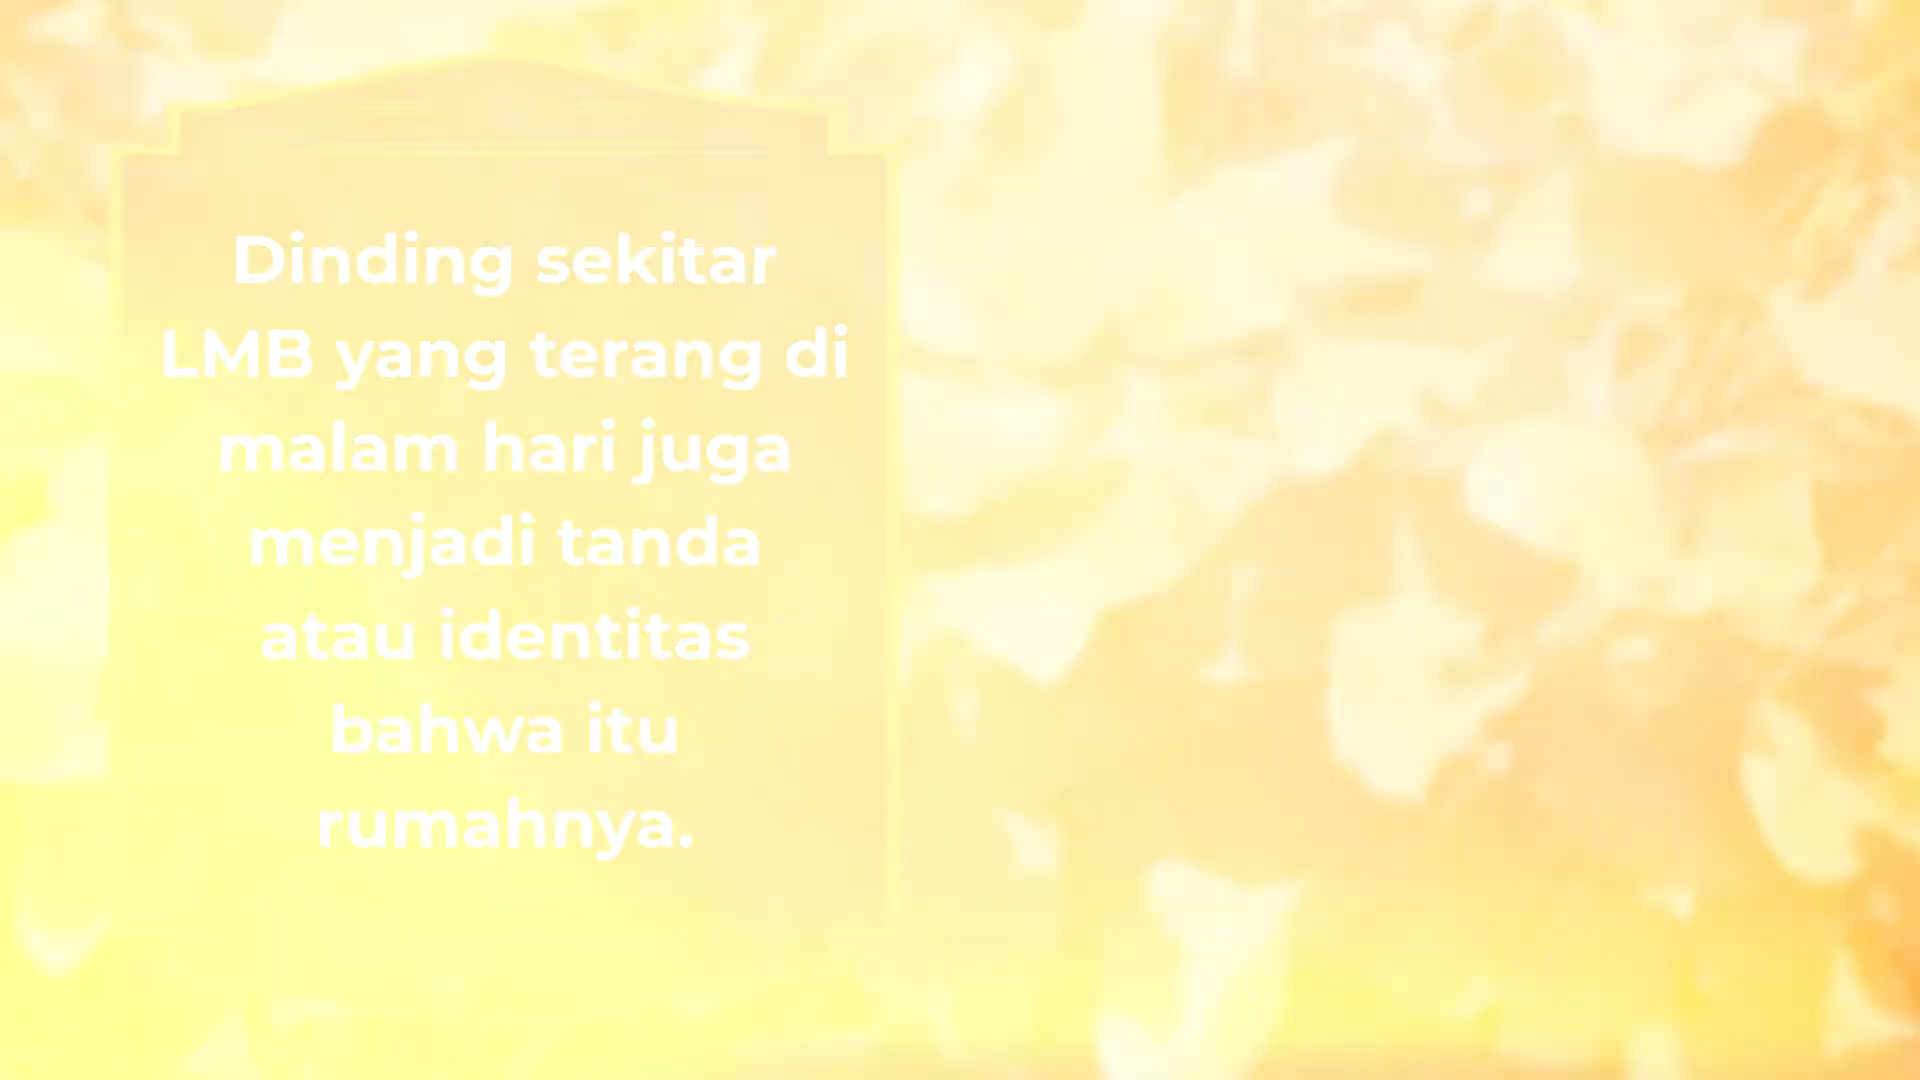 Dinding sekitar
LMB yang terang di
malam hari juga
menjadi tanda
atau identitas
bahwa itu
rumahnya.